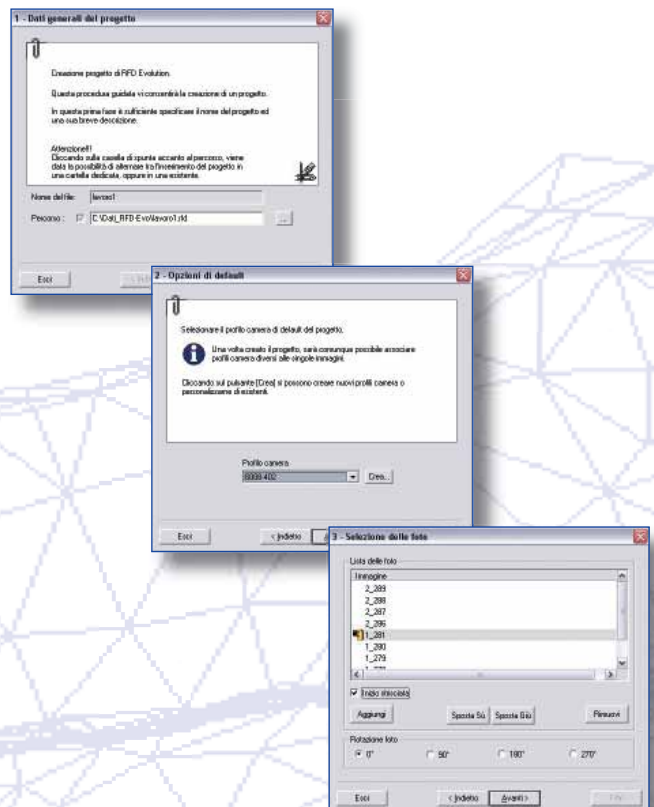 1 - Dati generali del progetto
Creazione progetto di RFD Evolution.
Questa procedura guidata vi consentirà la creazione di un progetto.
In questa prima fase è sufficiente specificare il nome del progetto ed
una sua breve descrizione.
Attenzione!!!
Cliccando sulla casella di spunta accanto al percorso, viene
data la possibilità di alternare tra l'inserimento del progetto in
una cartella dedicata, oppure in una esistente.
Nome del file: lavoro1
Percorso : C:\Dati_RFD-Evo\lavoro1.rfd ...
Esci
2 - Opzioni di default
Selezionare il profilo camera di default del progetto.
Una volta creato il progetto, sarà comunque possibile associare
profili camera diversi alle singole immagini.
Cliccando sul pulsante [Crea] si possono creare nuovi profili camera o
personalizzarne di esistenti.
Profilo camera
Crea...
Esci < Indietro
3 - Selezione delle foto
Lista delle foto
Immagine
2_289
2_288
2_287
2_286
1_281
1_280
1_279
Inizio strisciata
Aggiungi Sposta Sù Sposta Giù Rimuovi
Rotazione foto
0° 90° 180° 270°
Esci < Indietro Avanti >